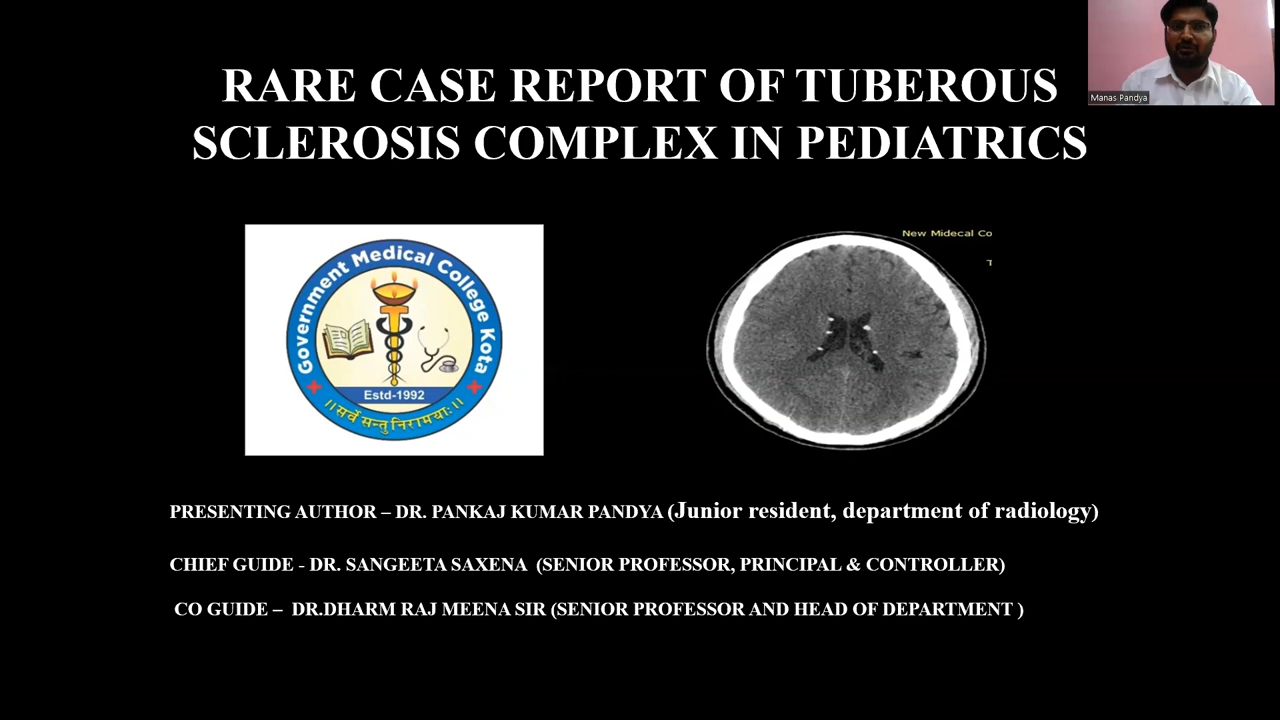 RARE CASE REPORT OF TUBEROUS
SCLEROSIS COMPLEX IN PEDIATRICS
Manas Pandya
Government Medical College Kota
Estd-1992
।।सर्वे सन्तु निरामयाः।।
New Midecal Co
T
PRESENTING AUTHOR – DR. PANKAJ KUMAR PANDYA (Junior resident, department of radiology)
CHIEF GUIDE - DR. SANGEETA SAXENA (SENIOR PROFESSOR, PRINCIPAL & CONTROLLER)
CO GUIDE – DR.DHARM RAJ MEENA SIR (SENIOR PROFESSOR AND HEAD OF DEPARTMENT )